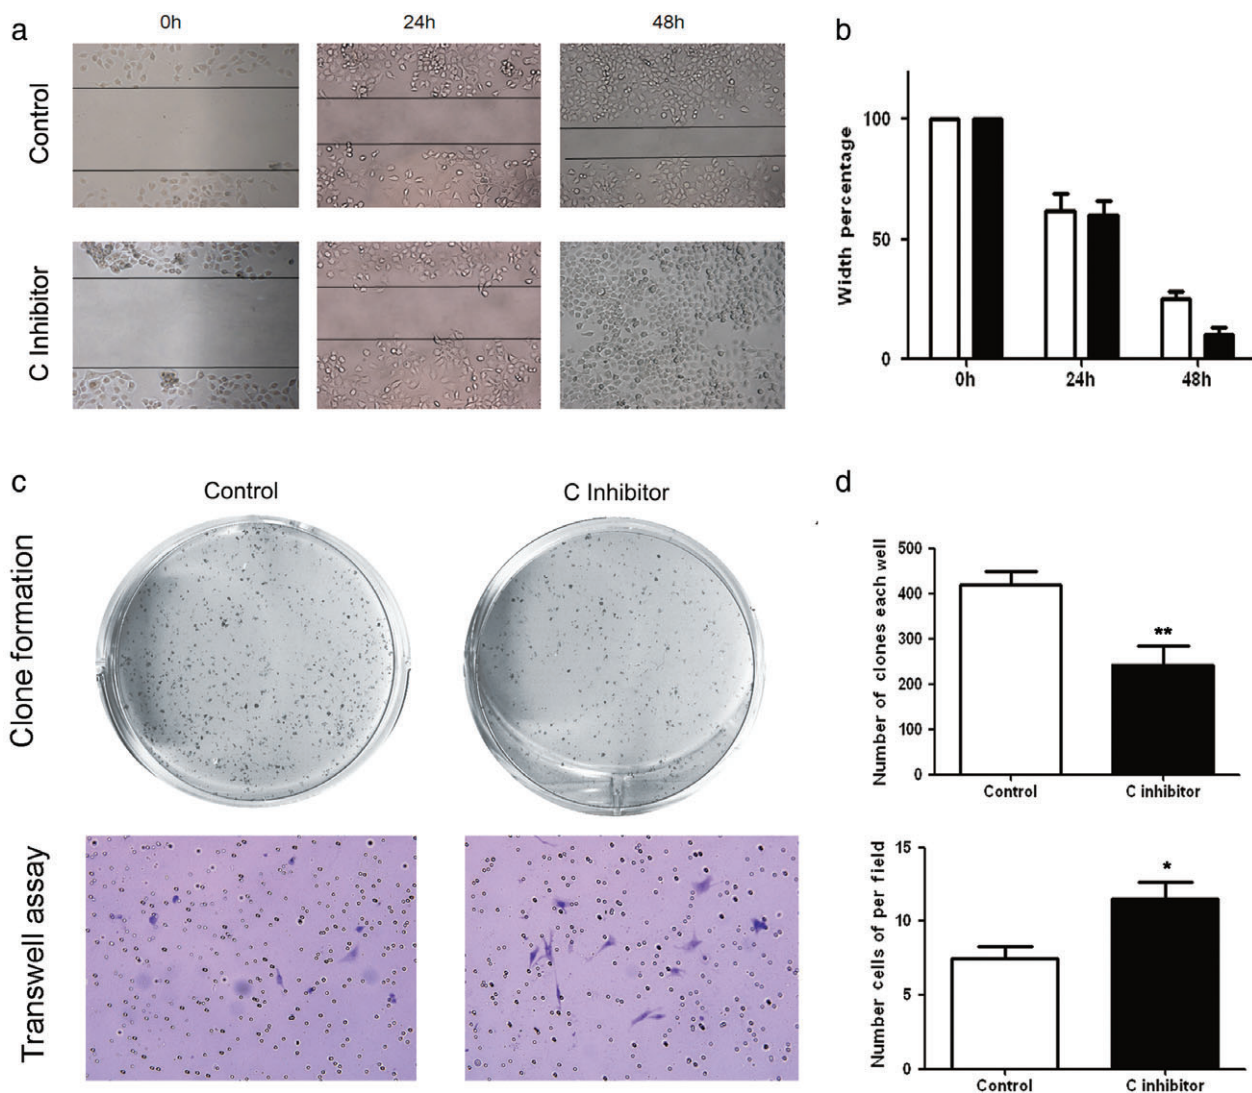 a
0h
24h
48h
Control
C Inhibitor
b
Width percentage
100
50
0
0h
24h
48h
c
Control
C Inhibitor
Clone formation
Transwell assay
d
Number of clones each well
500
400
300
200
100
0
**
Control
C inhibitor
Number cells of per field
15
10
5
0
*
Control
C inhibitor